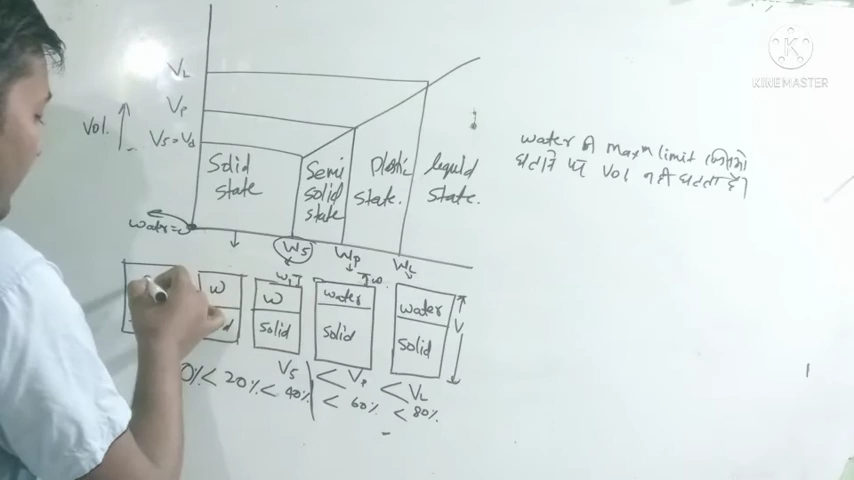 K
KINEMASTER
VL
Vp
Vol.
Vs = Vd
Solid state
Semi solid state
Plastic state.
liquid state.
water की maxm limit जिसको
घटाने पर Vol नही घटता है।
water=0
Ws
Wp
WL
W
W
Solid
water
Solid
water
Solid
V
Vs < Vp < VL
0% < 20% < 40% < 60% < 80%